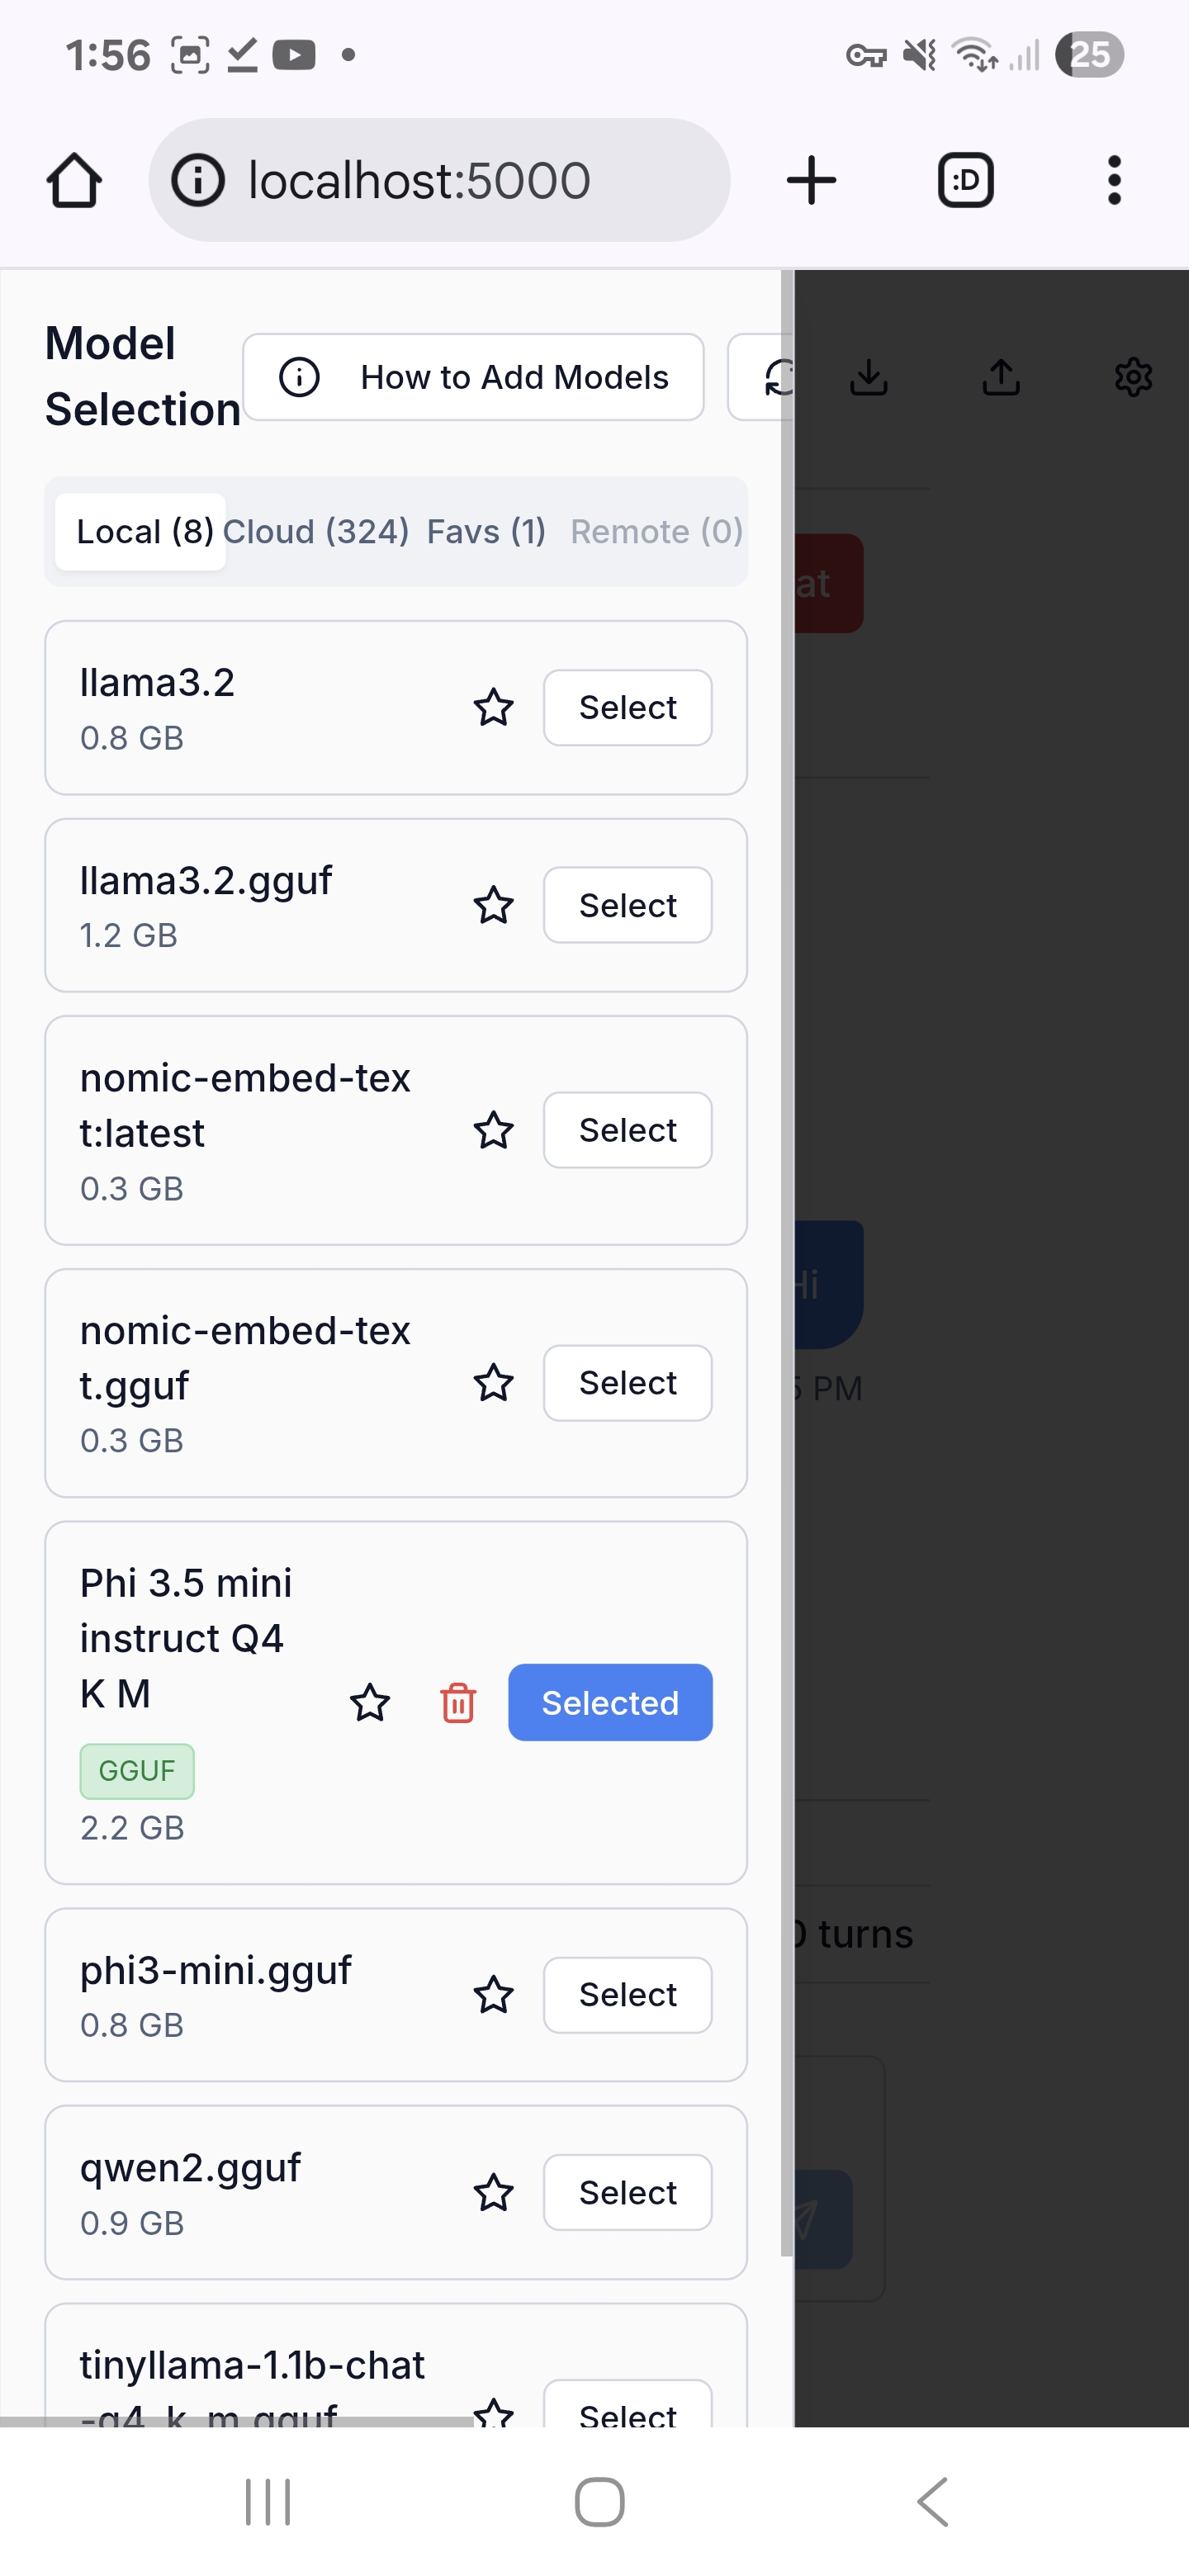 1:56
25
localhost:5000
:D
Model
Selection
How to Add Models
Local (8) Cloud (324) Favs (1) Remote (0)
at
llama3.2
0.8 GB
Select
llama3.2.gguf
1.2 GB
Select
nomic-embed-tex
t:latest
0.3 GB
Select
Hi
nomic-embed-tex
t.gguf
0.3 GB
Select
5 PM
Phi 3.5 mini
instruct Q4
K M
GGUF
2.2 GB
Selected
phi3-mini.gguf
0.8 GB
Select
0 turns
qwen2.gguf
0.9 GB
Select
tinyllama-1.1b-chat
-q4_k_m.gguf
Select